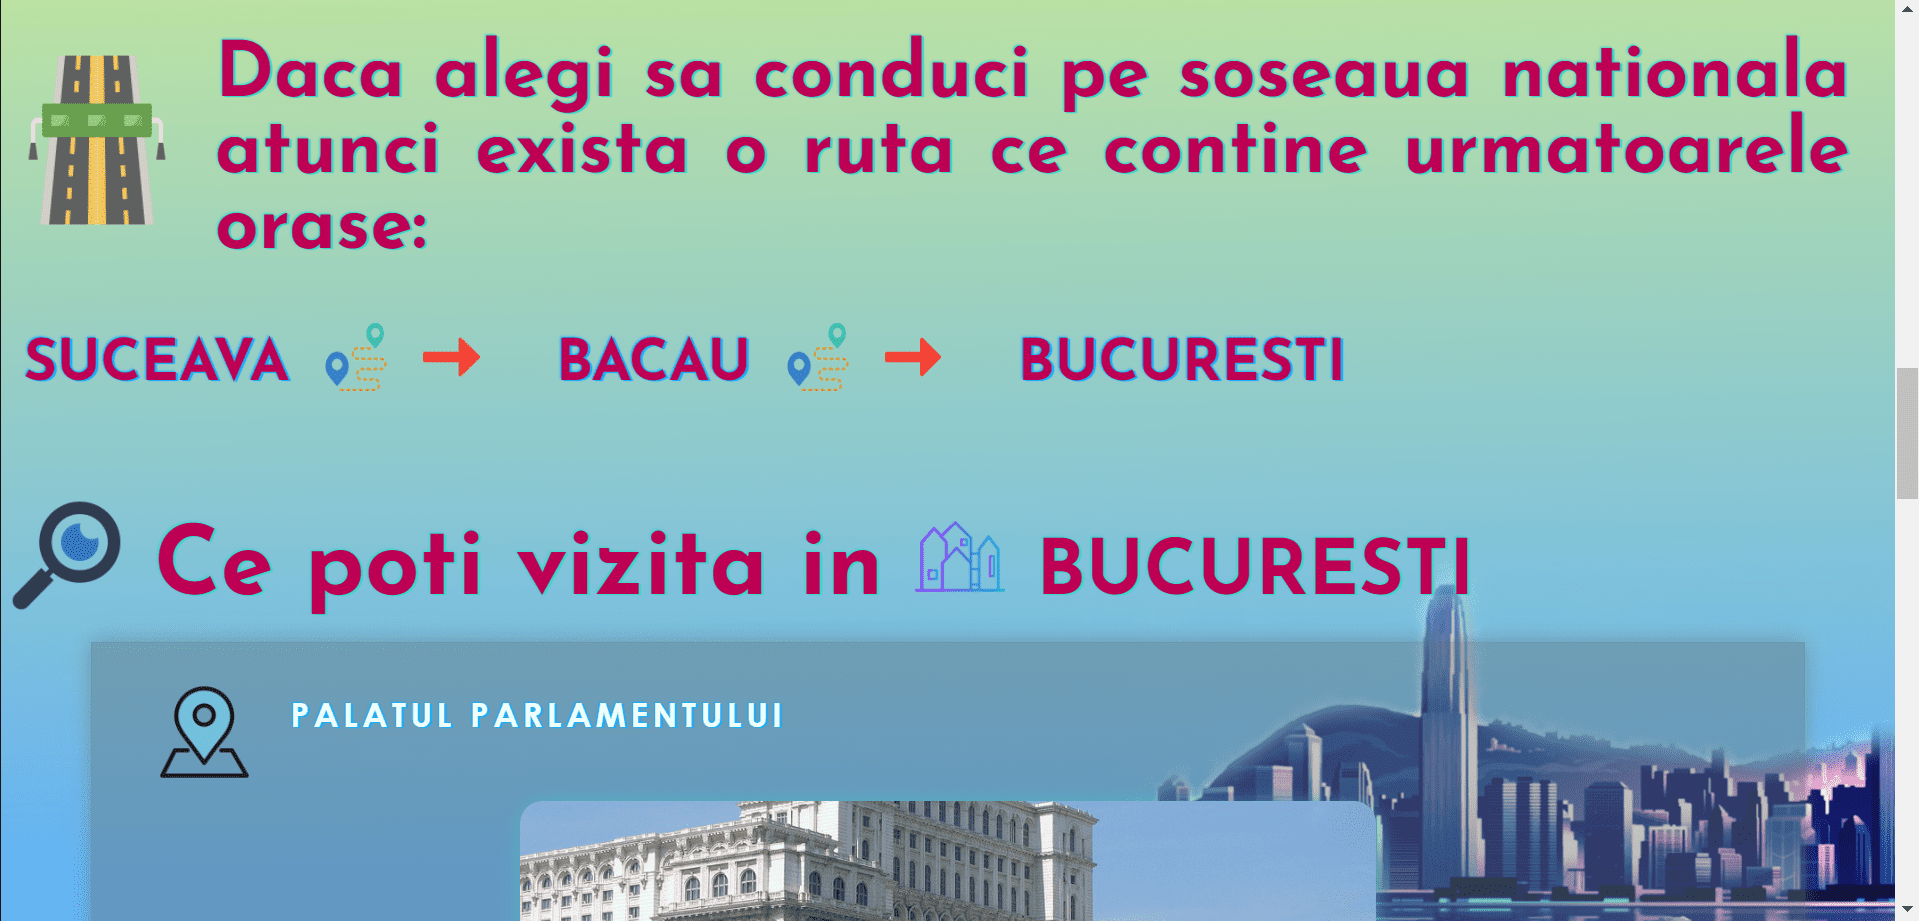 Daca alegi sa conduci pe soseaua nationala
atunci exista o ruta ce contine urmatoarele
orase:
SUCEAVA BACAU BUCURESTI
Ce poti vizita in BUCURESTI
PALATUL PARLAMENTULUI